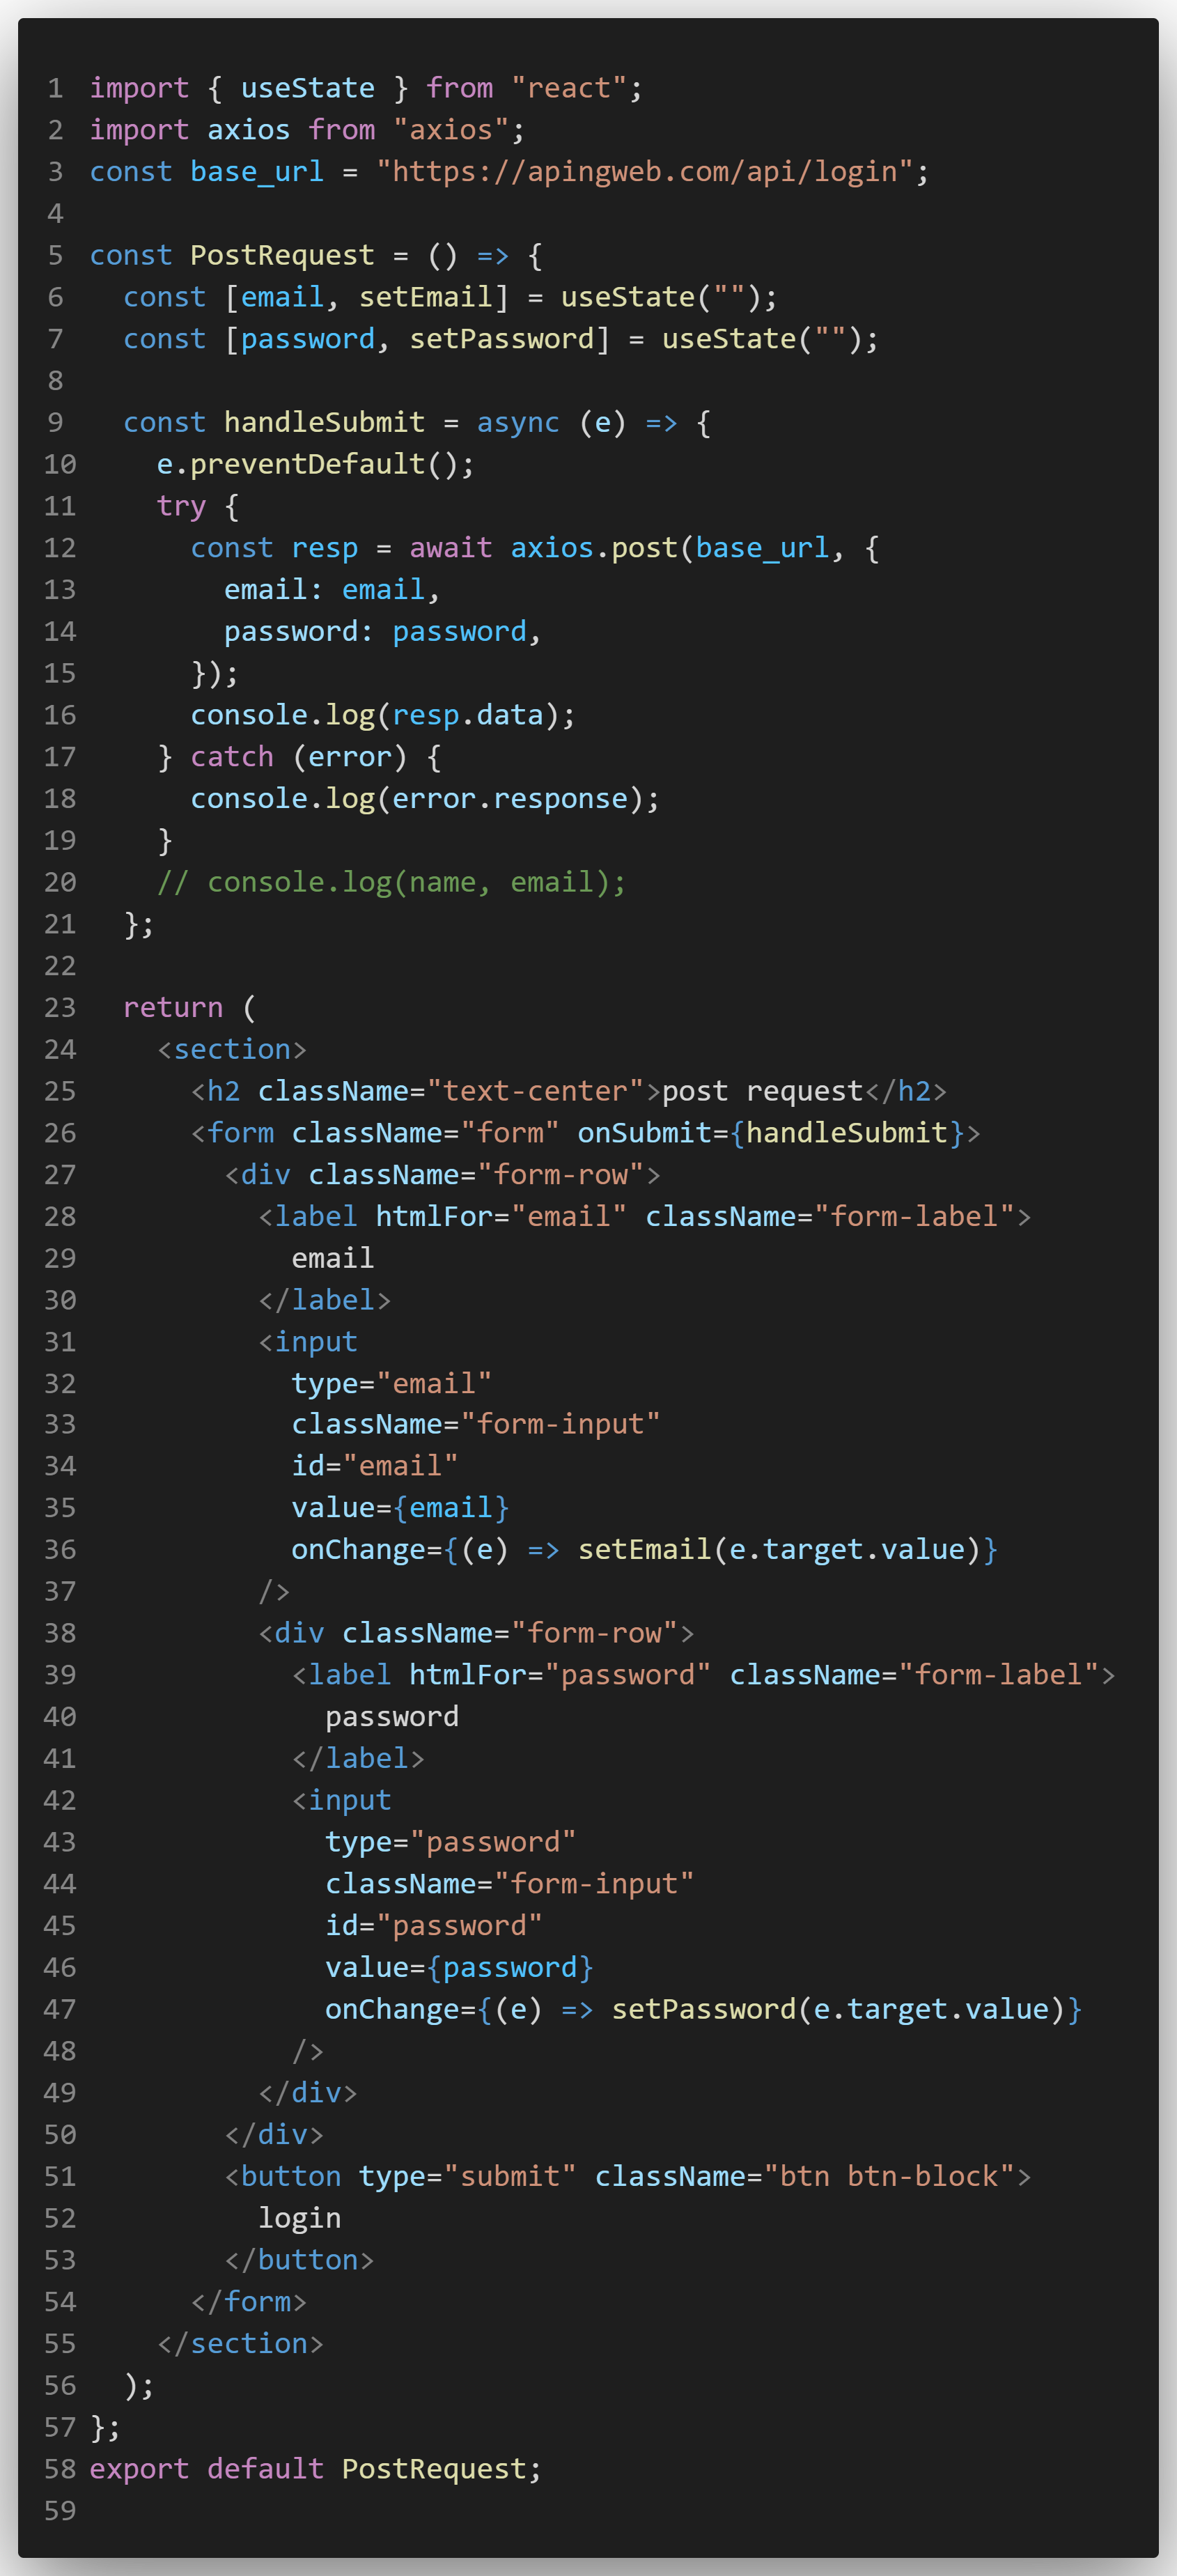 1 import { useState } from "react";
2 import axios from "axios";
3 const base_url = "https://apingweb.com/api/login";
4
5 const PostRequest = () => {
6   const [email, setEmail] = useState("");
7   const [password, setPassword] = useState("");
8
9   const handleSubmit = async (e) => {
10     e.preventDefault();
11     try {
12       const resp = await axios.post(base_url, {
13         email: email,
14         password: password,
15       });
16       console.log(resp.data);
17     } catch (error) {
18       console.log(error.response);
19     }
20     // console.log(name, email);
21   };
22
23   return (
24     <section>
25       <h2 className="text-center">post request</h2>
26       <form className="form" onSubmit={handleSubmit}>
27         <div className="form-row">
28           <label htmlFor="email" className="form-label">
29             email
30           </label>
31           <input
32             type="email"
33             className="form-input"
34             id="email"
35             value={email}
36             onChange={(e) => setEmail(e.target.value)}
37           />
38           <div className="form-row">
39             <label htmlFor="password" className="form-label">
40               password
41             </label>
42             <input
43               type="password"
44               className="form-input"
45               id="password"
46               value={password}
47               onChange={(e) => setPassword(e.target.value)}
48             />
49           </div>
50         </div>
51         <button type="submit" className="btn btn-block">
52           login
53         </button>
54       </form>
55     </section>
56   );
57 };
58 export default PostRequest;
59